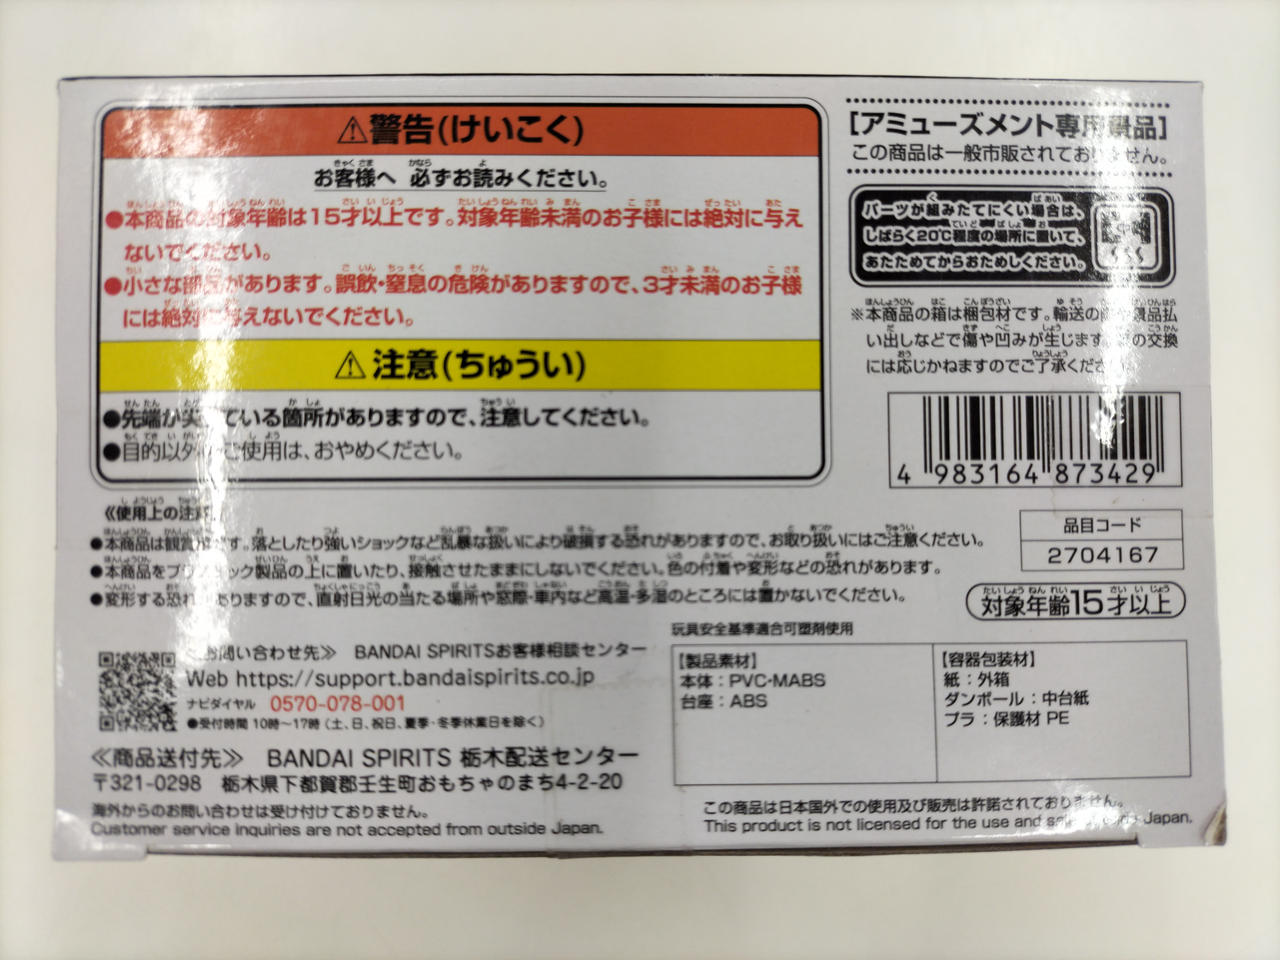 ⚠警告(けいこく)
お客様へ 必ずお読みください。
●本商品の対象年齢は15才以上です。対象年齢未満のお子様には絶対に与え
ないでください。
●小さな部品があります。誤飲・窒息の危険がありますので、3才未満のお子様
には絶対に与えないでください。
⚠注意(ちゅうい)
●先端が尖っている箇所がありますので、注意してください。
●目的以外のご使用は、おやめください。
[アミューズメント専用景品]
この商品は一般市販されておりません。
パーツが組みたてにくい場合は、
しばらく20℃程度の場所に置いて、
あたためてからおためしください。
※本商品の箱は梱包材です。輸送の際や景品払
い出しなどで傷や凹みが生じます。箱の交換
には応じかねますのでご了承ください。
4 983164 873429
品目コード
2704167
対象年齢15才以上
《使用上の注意》
●本商品は観賞用です。落としたり強いショックなど乱暴な扱いにより破損する恐れがありますので、お取り扱いにはご注意ください。
●本商品をプラスチック製品の上に置いたり、接触させたままにしないでください。色の付着や変形などの恐れがあります。
●変形する恐れがありますので、直射日光の当たる場所や窓際・車内など高温・多湿のところには置かないでください。
≪お問い合わせ先≫ BANDAI SPIRITSお客様相談センター
Web https://support.bandaispirits.co.jp
ナビダイヤル 0570-078-001
●受付時間 10時〜17時(土、日、祝日、夏季・冬季休業日を除く)
≪商品送付先≫ BANDAI SPIRITS 栃木配送センター
〒321-0298 栃木県下都賀郡壬生町おもちゃのまち4-2-20
海外からのお問い合わせは受け付けておりません。
Customer service inquiries are not accepted from outside Japan.
玩具安全基準適合可塑剤使用
【製品素材】
本体：PVC・MABS
台座：ABS
【容器包装材】
紙：外箱
ダンボール：中台紙
プラ：保護材 PE
この商品は日本国外での使用及び販売は許諾されておりません。
This product is not licensed for the use and sale outside Japan.